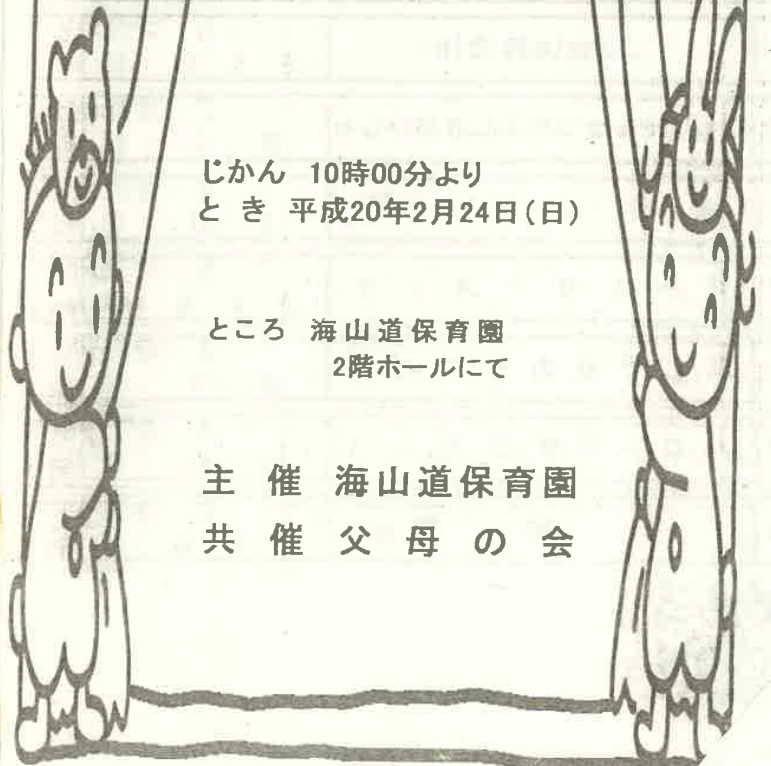 じかん 10時00分より
と き 平成20年2月24日(日)
ところ 海山道保育園
2階ホールにて
主 催 海山道保育園
共 催 父 母 の 会